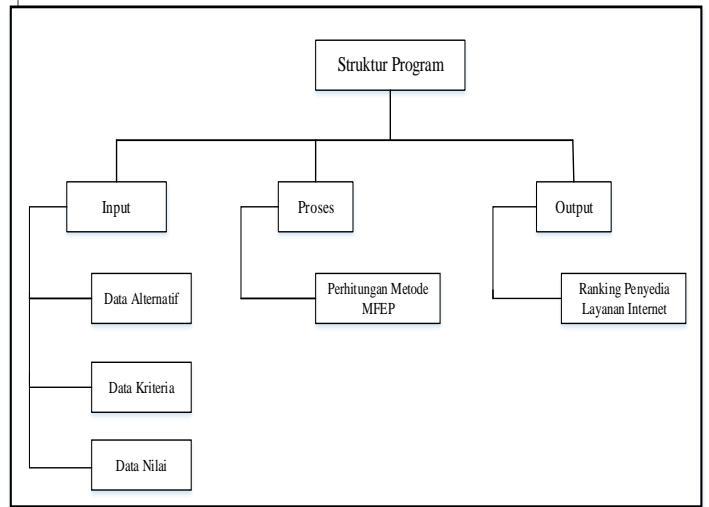 Struktur Program
Input
Proses
Output
Data Alternatif
Perhitungan Metode
MFEP
Ranking Penyedia
Layanan Internet
Data Kriteria
Data Nilai